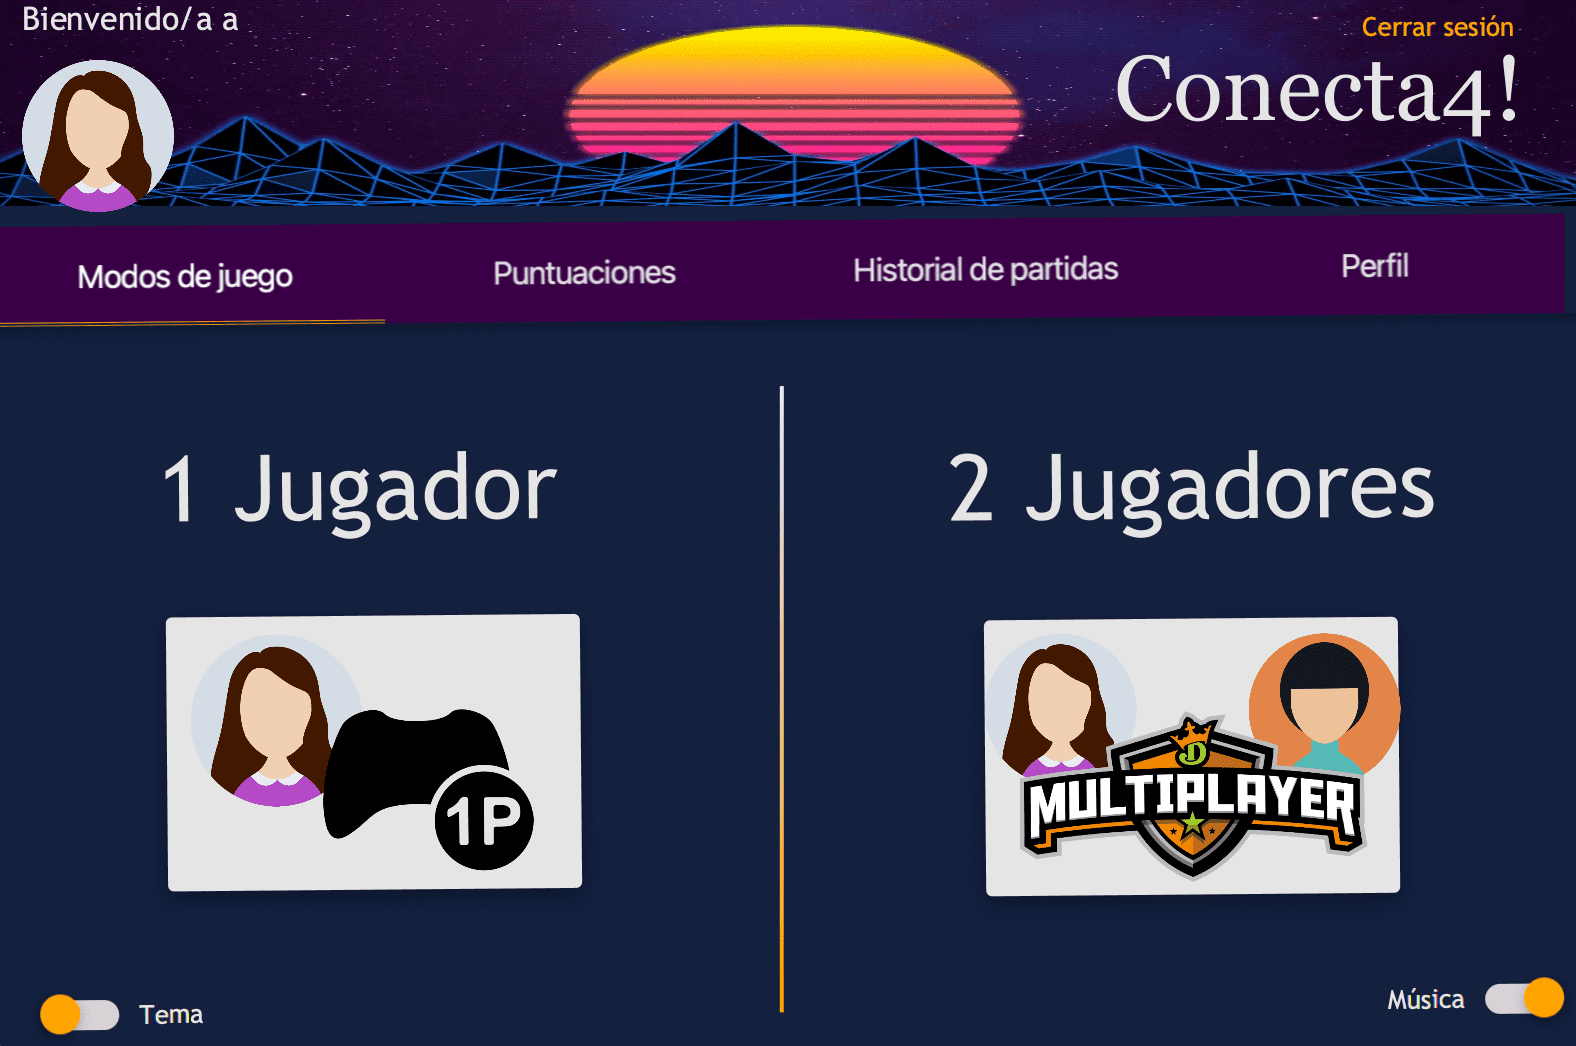 Bienvenido/a a
Cerrar sesión
Conecta4!
Modos de juego
Puntuaciones
Historial de partidas
Perfil
1 Jugador
2 Jugadores
1P
D
MULTIPLAYER
Tema
Música